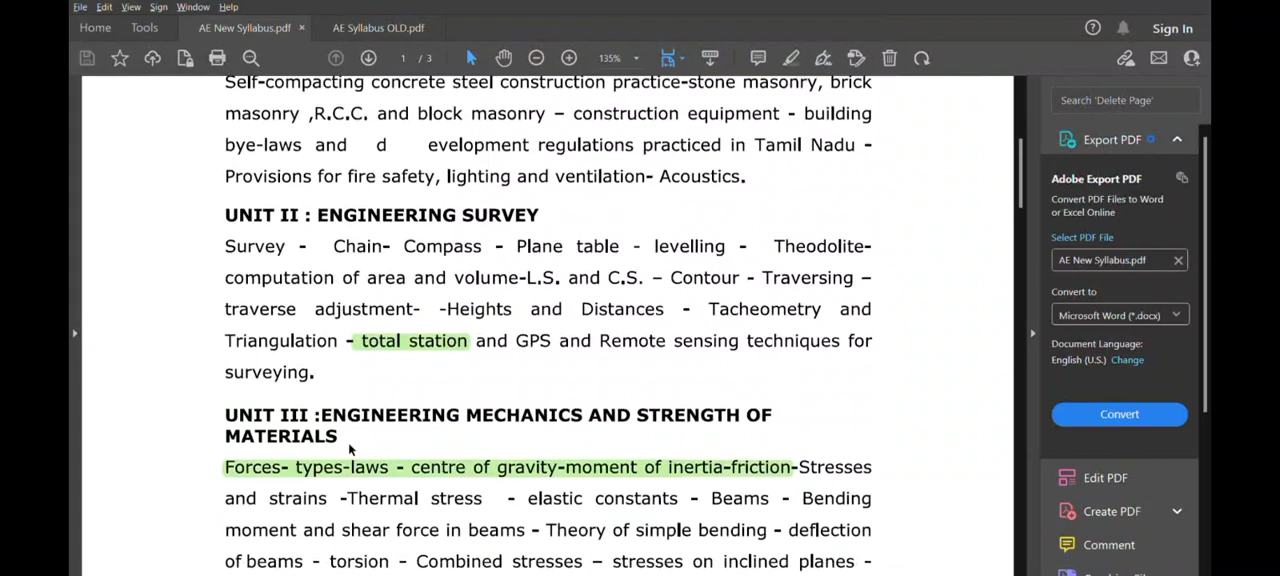 File Edit View Sign Window Help
Home Tools AE New Syllabus.pdf × AE Syllabus OLD.pdf Sign In
1 / 3 135%
Self-compacting concrete steel construction practice-stone masonry, brick
masonry ,R.C.C. and block masonry – construction equipment - building
bye-laws and d evelopment regulations practiced in Tamil Nadu -
Provisions for fire safety, lighting and ventilation- Acoustics.
UNIT II : ENGINEERING SURVEY
Survey - Chain- Compass - Plane table - levelling - Theodolite-
computation of area and volume-L.S. and C.S. – Contour - Traversing –
traverse adjustment- -Heights and Distances - Tacheometry and
Triangulation - total station and GPS and Remote sensing techniques for
surveying.
UNIT III :ENGINEERING MECHANICS AND STRENGTH OF
MATERIALS
Forces- types-laws - centre of gravity-moment of inertia-friction-Stresses
and strains -Thermal stress - elastic constants - Beams - Bending
moment and shear force in beams - Theory of simple bending - deflection
of beams - torsion - Combined stresses – stresses on inclined planes -
Search 'Delete Page'
Export PDF
Adobe Export PDF
Convert PDF Files to Word
or Excel Online
Select PDF File
AE New Syllabus.pdf ×
Convert to
Microsoft Word (*.docx)
Document Language:
English (U.S.) Change
Convert
Edit PDF
Create PDF
Comment